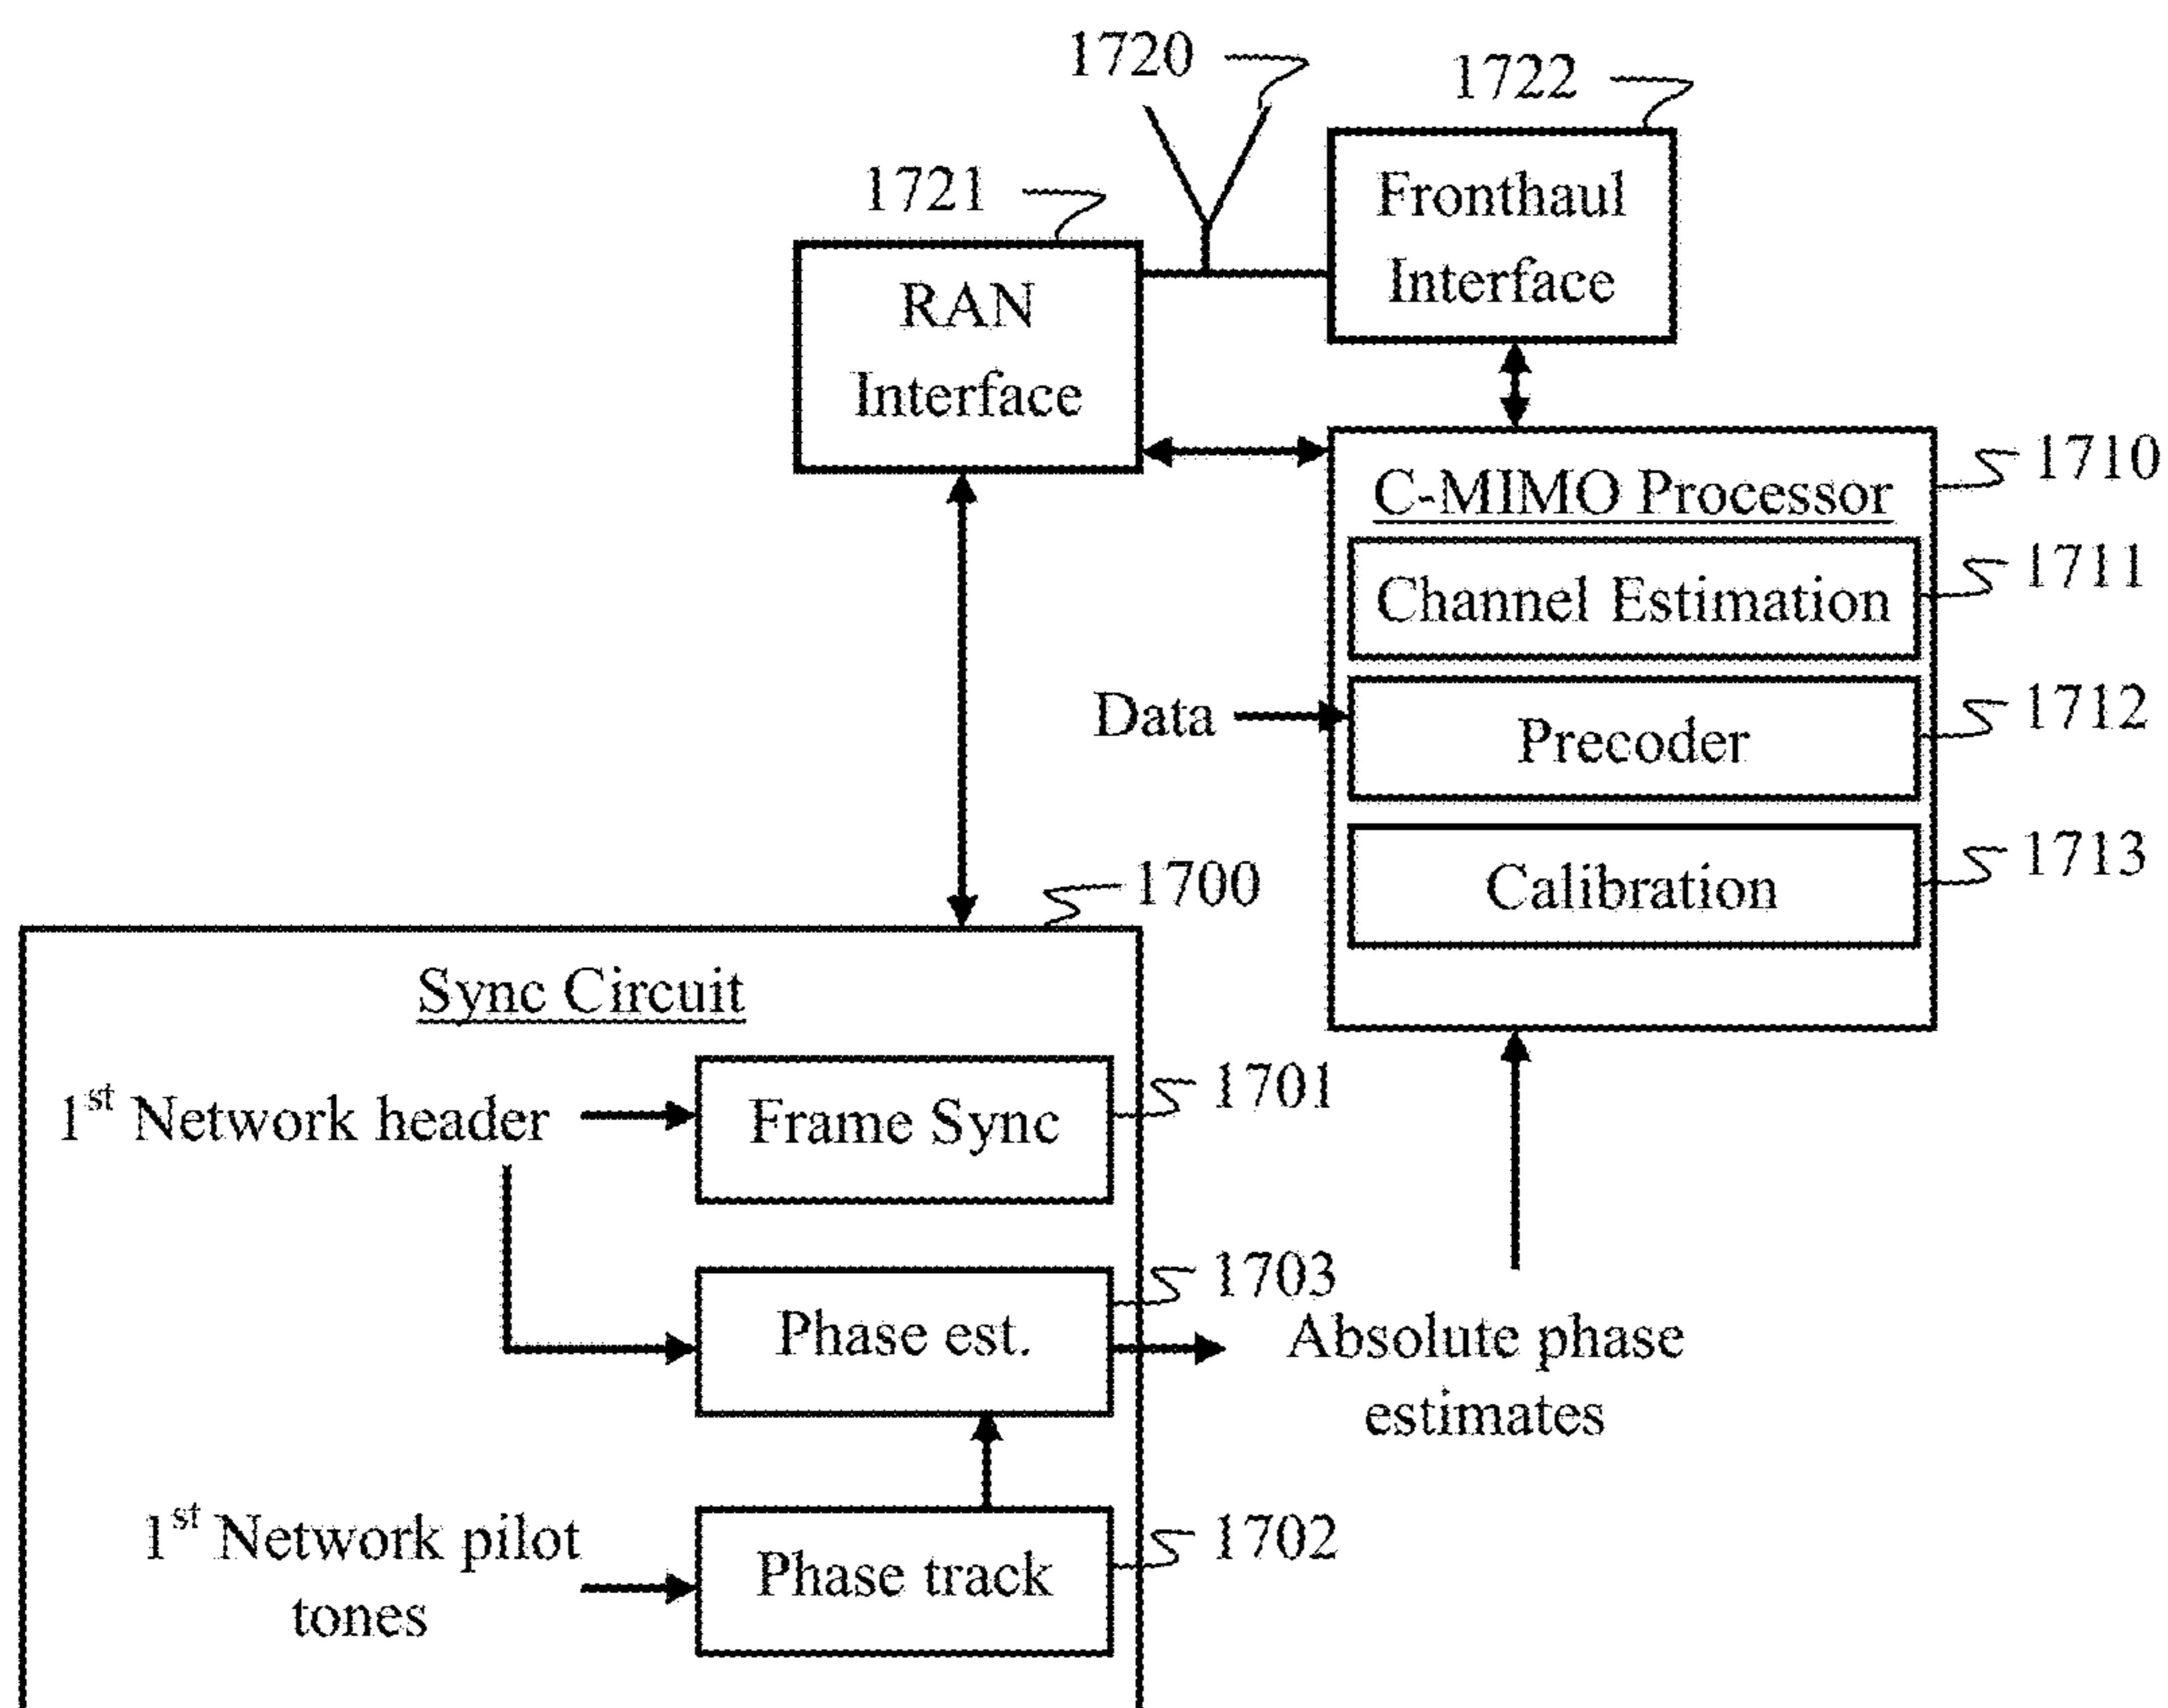 1720
1722
1721
Fronthaul
Interface
RAN
Interface
1710
C-MIMO Processor
1711
Channel Estimation
1712
Data
Precoder
1713
Calibration
1700
Sync Circuit
1701
1st Network header
Frame Sync
1703
Phase est.
Absolute phase
estimates
1702
1st Network pilot
tones
Phase track